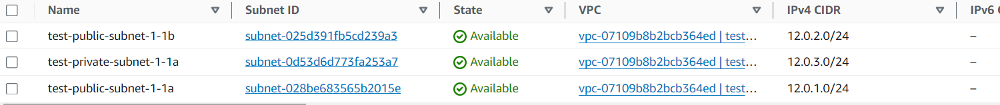 Name Subnet ID State VPC IPv4 CIDR IPv6 C
test-public-subnet-1-1b subnet-025d391fb5cd239a3 Available vpc-07109b8b2bcb364ed | test… 12.0.2.0/24 –
test-private-subnet-1-1a subnet-0d53d6d773fa253a7 Available vpc-07109b8b2bcb364ed | test… 12.0.3.0/24 –
test-public-subnet-1-1a subnet-028be683565b2015e Available vpc-07109b8b2bcb364ed | test… 12.0.1.0/24 –